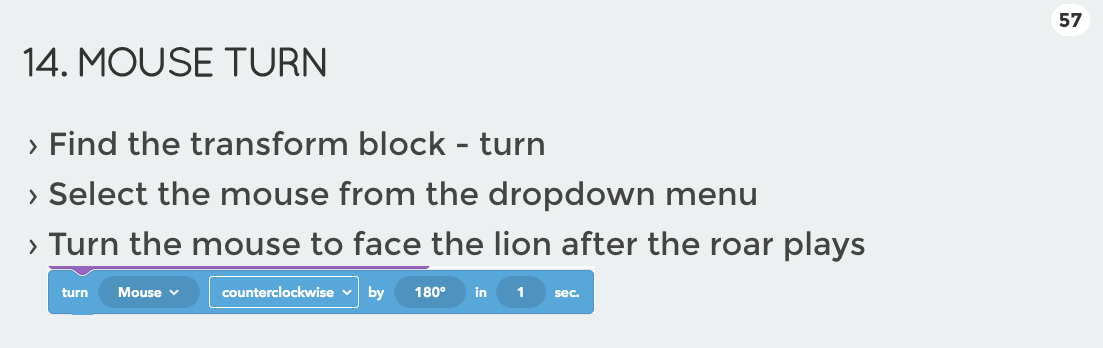 57
14. MOUSE TURN
› Find the transform block - turn
› Select the mouse from the dropdown menu
› Turn the mouse to face the lion after the roar plays
turn Mouse counterclockwise by 180° in 1 sec.